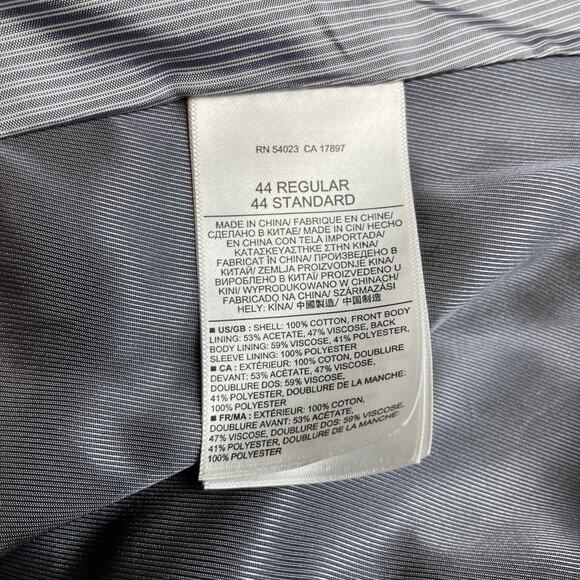 RN 54023 CA 17897
44 REGULAR
44 STANDARD
MADE IN CHINA/ FABRIQUE EN CHINE/
СДЕЛАНО В КИТАЕ/ MADE IN CIN/ HECHO
EN CHINA CON TELA IMPORTADA/
ΚΑΤΑΣΚΕΥΑΣΤΗΚΕ ΣΤΗΝ ΚΙΝΑ/
FABRICAT ÎN CHINA/ ПРОИЗВЕДЕНО В
КИТАЙ/ ZEMLJA PROIZVODNJE KINA/
ВИРОБЛЕНО В КИТАЇ/ PROIZVEDENO U
KINI/ WYPRODUKOWANO W CHINACH/
FABRICADO NA CHINA/ SZÁRMAZÁSI
HELY: KÍNA/ 中國製造/ 中国制造
■ US/GB : SHELL: 100% COTTON, FRONT BODY
LINING: 53% ACETATE, 47% VISCOSE, BACK
BODY LINING: 59% VISCOSE, 41% POLYESTER,
SLEEVE LINING: 100% POLYESTER
■ CA : EXTÉRIEUR: 100% COTON, DOUBLURE
DEVANT: 53% ACÉTATE, 47% VISCOSE,
DOUBLURE DOS: 59% VISCOSE,
41% POLYESTER, DOUBLURE DE LA MANCHE:
100% POLYESTER
■ FR/MA : EXTÉRIEUR: 100% COTON,
DOUBLURE AVANT: 53% ACÉTATE,
47% VISCOSE, DOUBLURE DOS: 59% VISCOSE,
41% POLYESTER, DOUBLURE DE LA MANCHE:
100% POLYESTER